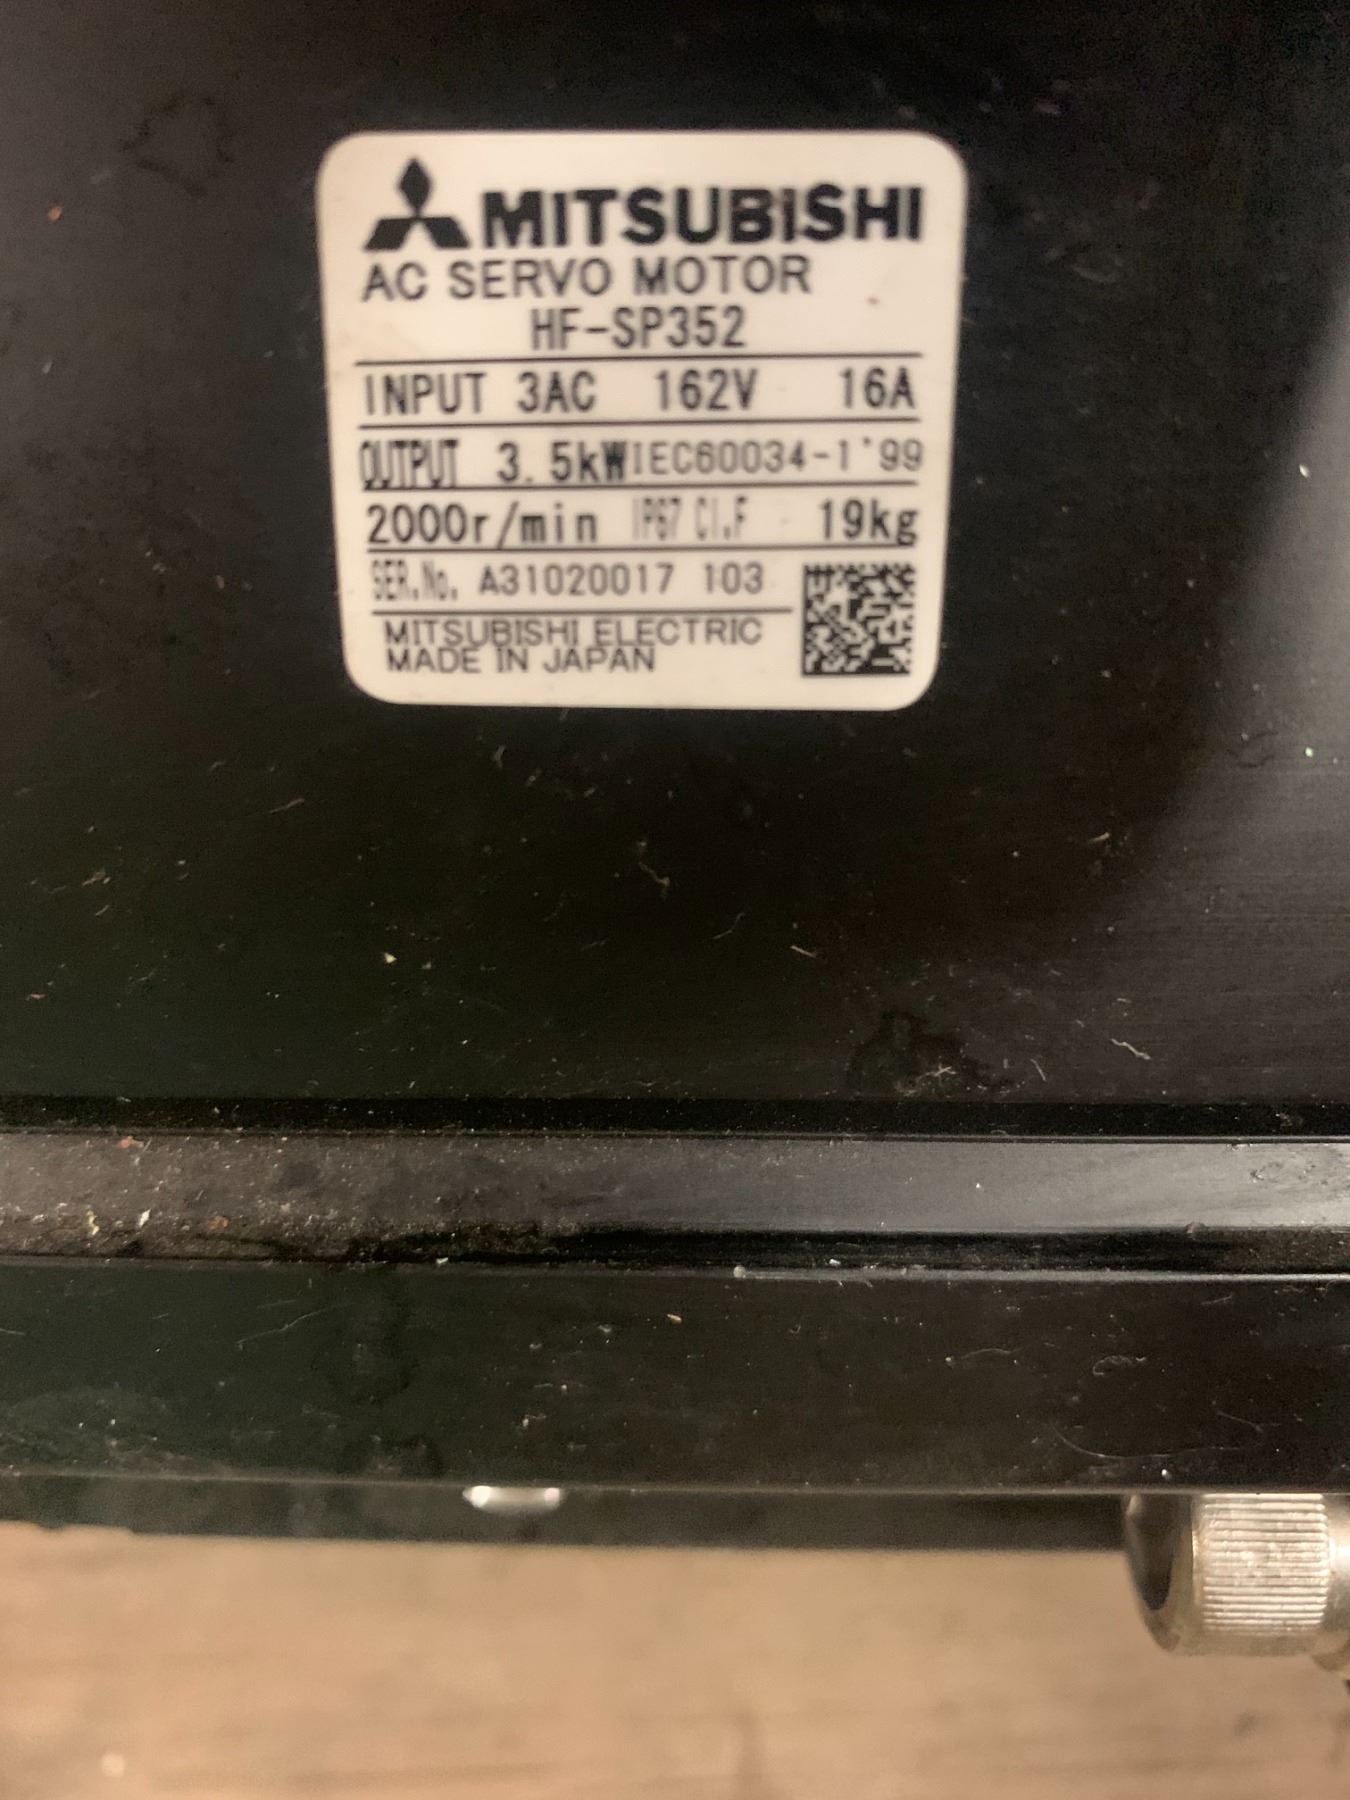 MITSUBISHI
AC SERVO MOTOR
HF-SP352
INPUT 3AC 162V 16A
OUTPUT 3.5kW IEC60034-1'99
2000r/min IP67 CI.F 19kg
SER.No. A31020017 103
MITSUBISHI ELECTRIC
MADE IN JAPAN